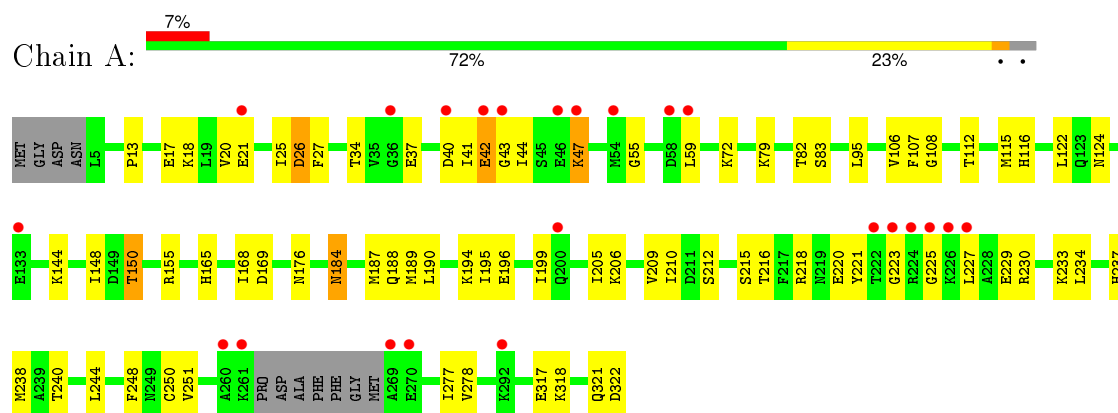 7%
Chain A:
72% 23% • •
MET GLY ASP ASN L5 P13 E17 K18 L19 V20 E21 I25 D26 F27 T34 V35 G36 E37 D40 I41 E42 G43 I44 S45 E46 K47 M54 G55 D58 L59 K72 K79 T82 S83 L95 V106 F107 G108 T112 M115 H116 L122 Q123 N124
E133 K144 I148 D149 T150 R155 H165 I168 D169 N176 N184 M187 Q188 M189 L190 K194 I195 E196 I199 Q200 I205 K206 V209 I210 D211 S212 S215 T216 F217 R218 N219 E220 Y221 T222 G223 R224 G225 K226 L227 A228 E229 R230 K233 L234 H237
M238 A239 T240 L244 F248 N249 C250 V251 A260 K261 PRO ASP ALA PHE PHE GLY MET A269 E270 I277 V278 K292 E317 K318 Q321 D322